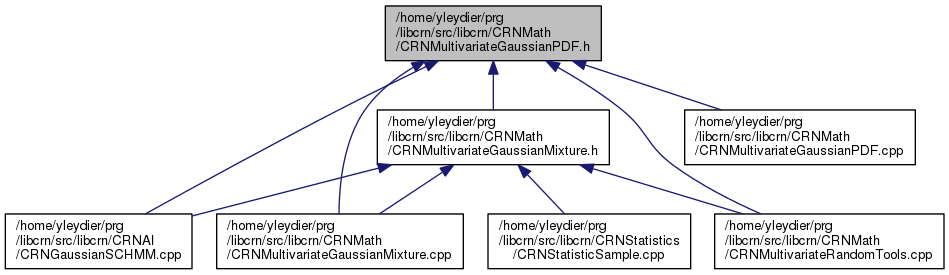 /home/yleydier/prg
/libcrn/src/libcrn/CRNMath
/CRNMultivariateGaussianPDF.h
/home/yleydier/prg
/libcrn/src/libcrn/CRNMath
/CRNMultivariateGaussianMixture.h
/home/yleydier/prg
/libcrn/src/libcrn/CRNMath
/CRNMultivariateGaussianPDF.cpp
/home/yleydier/prg
/libcrn/src/libcrn/CRNAI
/CRNGaussianSCHMM.cpp
/home/yleydier/prg
/libcrn/src/libcrn/CRNMath
/CRNMultivariateGaussianMixture.cpp
/home/yleydier/prg
/libcrn/src/libcrn/CRNStatistics
/CRNStatisticSample.cpp
/home/yleydier/prg
/libcrn/src/libcrn/CRNMath
/CRNMultivariateRandomTools.cpp